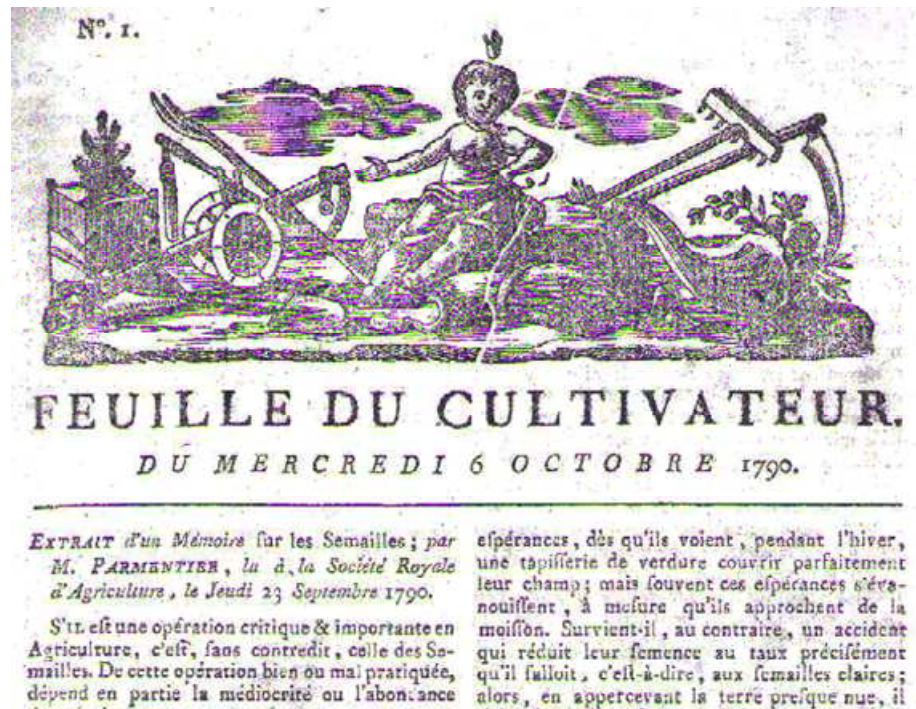 Nº. 1.
FEUILLE DU CULTIVATEUR.
DU MERCREDI 6 OCTOBRE 1790.
EXTRAIT d'un Mémoire ſur les Semailles ; par
M. PARMENTIER, lu à la Société Royale
d'Agriculture, le Jeudi 23 Septembre 1790.
S'IL eſt une opération critique & importante en
Agriculture, c'eſt, ſans contredit, celle des Se-
mailles. De cette opération bien ou mal pratiquée,
dépend en partie la médiocrité ou l'abondance
eſpérances, dès qu'ils voient, pendant l'hiver,
une tapiſſerie de verdure couvrir parfaitement
leur champ ; mais ſouvent ces eſpérances s'éva-
nouiſſent, à meſure qu'ils approchent de la
moiſſon. Survient-il, au contraire, un accident
qui réduit leur ſemence au taux préciſément
qu'il falloit, c'eſt-à-dire, aux ſemailles claires ;
alors, en appercevant la terre preſque nue, il